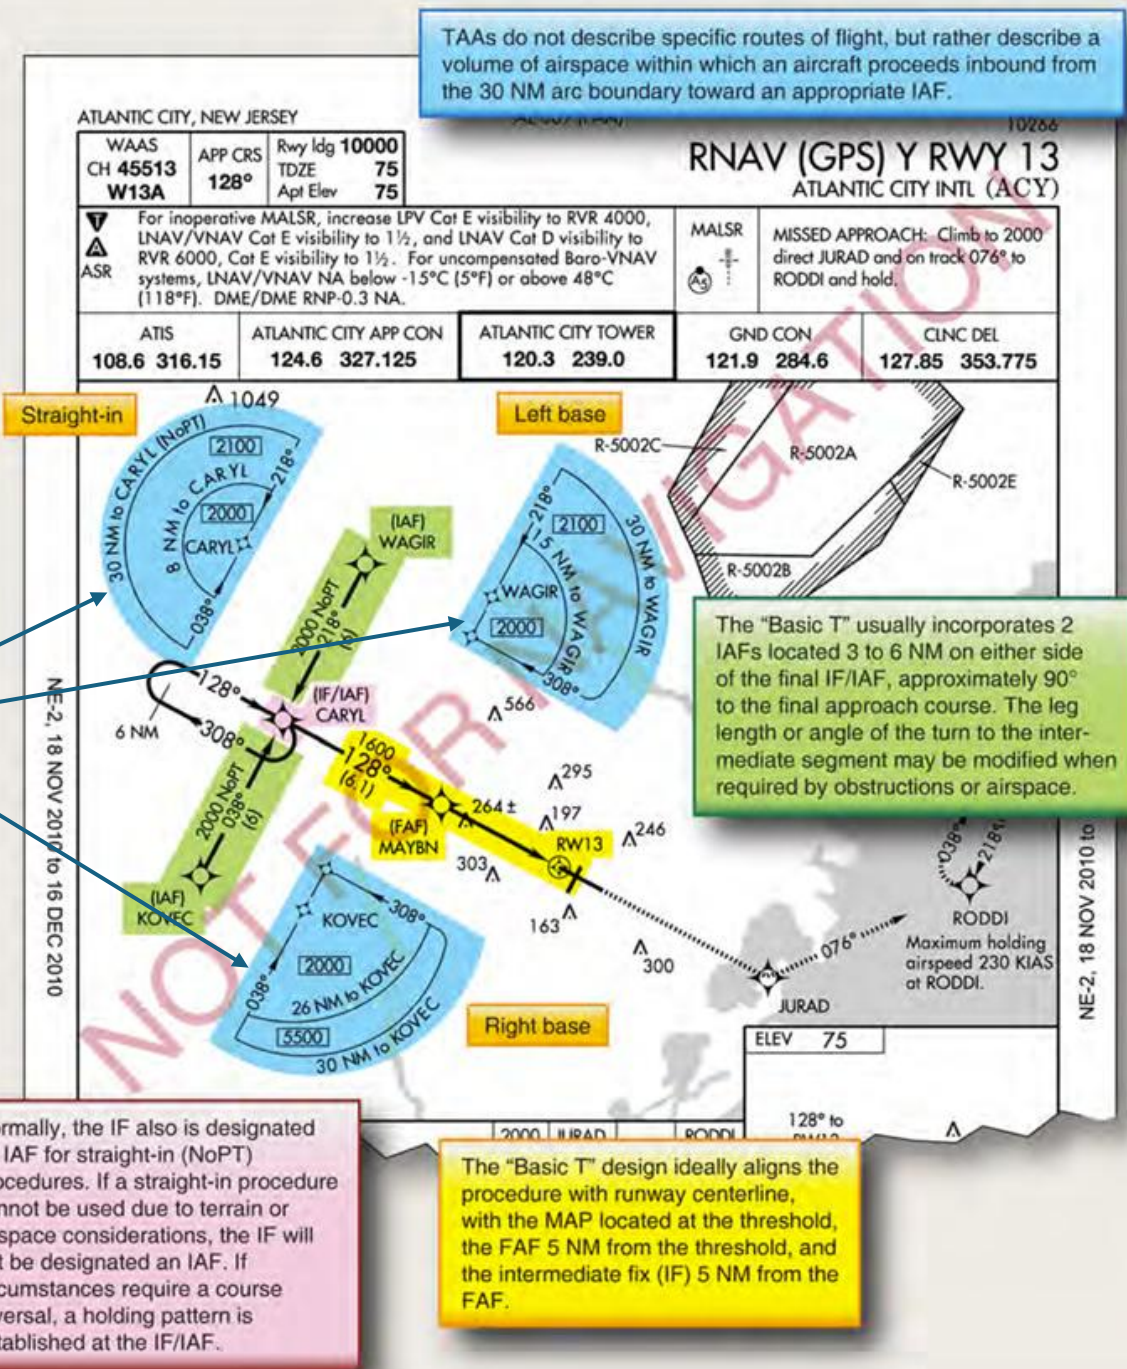 TAAs do not describe specific routes of flight, but rather describe a
volume of airspace within which an aircraft proceeds inbound from
the 30 NM arc boundary toward an appropriate IAF.
ATLANTIC CITY, NEW JERSEY
10266
WAAS
CH 45513
W13A
APP CRS
128°
Rwy ldg 10000
TDZE 75
Apt Elev 75
RNAV (GPS) Y RWY 13
ATLANTIC CITY INTL (ACY)
T
A
ASR
For inoperative MALSR, increase LPV Cat E visibility to RVR 4000,
LNAV/VNAV Cat E visibility to 1½, and LNAV Cat D visibility to
RVR 6000, Cat E visibility to 1½. For uncompensated Baro-VNAV
systems, LNAV/VNAV NA below -15°C (5°F) or above 48°C
(118°F). DME/DME RNP-0.3 NA.
MALSR
A5
MISSED APPROACH: Climb to 2000
direct JURAD and on track 076° to
RODDI and hold.
ATIS
108.6 316.15
ATLANTIC CITY APP CON
124.6 327.125
ATLANTIC CITY TOWER
120.3 239.0
GND CON
121.9 284.6
CLNC DEL
127.85 353.775
NOT FOR NAVIGATION
Straight-in
1049
30 NM to CARYL (NoPT)
2100
8 NM to CARYL
218°
2000
CARYL
038°
Left base
218°
2100
30 NM to WAGIR
15 NM to WAGIR
WAGIR
2000
308°
R-5002C
R-5002A
R-5002E
R-5002B
(IAF)
WAGIR
2000 NoPT
218°
(6)
The "Basic T" usually incorporates 2
IAFs located 3 to 6 NM on either side
of the final IF/IAF, approximately 90°
to the final approach course. The leg
length or angle of the turn to the inter-
mediate segment may be modified when
required by obstructions or airspace.
128°
(IF/IAF)
CARYL
6 NM
308°
566
1600
128°
(6.1)
295
264 ±
197
246
(FAF)
MAYBN
RW13
303
163
300
2000 NoPT
038°
(6)
(IAF)
KOVEC
KOVEC
308°
2000
038°
26 NM to KOVEC
5500
30 NM to KOVEC
Right base
038°
218°
RODDI
Maximum holding
airspeed 230 KIAS
at RODDI.
076°
JURAD
NE-2, 18 NOV 2010 to 16 DEC 2010
NE-2, 18 NOV 2010 to
ELEV 75
128° to
2000 JURAD RODDI
the IF also is designated
IAF for straight-in (NoPT)
If a straight-in procedure
be used due to terrain or
considerations, the IF will
be designated an IAF. If
require a course
a holding pattern is
at the IF/IAF.
The "Basic T" design ideally aligns the
procedure with runway centerline,
with the MAP located at the threshold,
the FAF 5 NM from the threshold, and
the intermediate fix (IF) 5 NM from the
FAF.